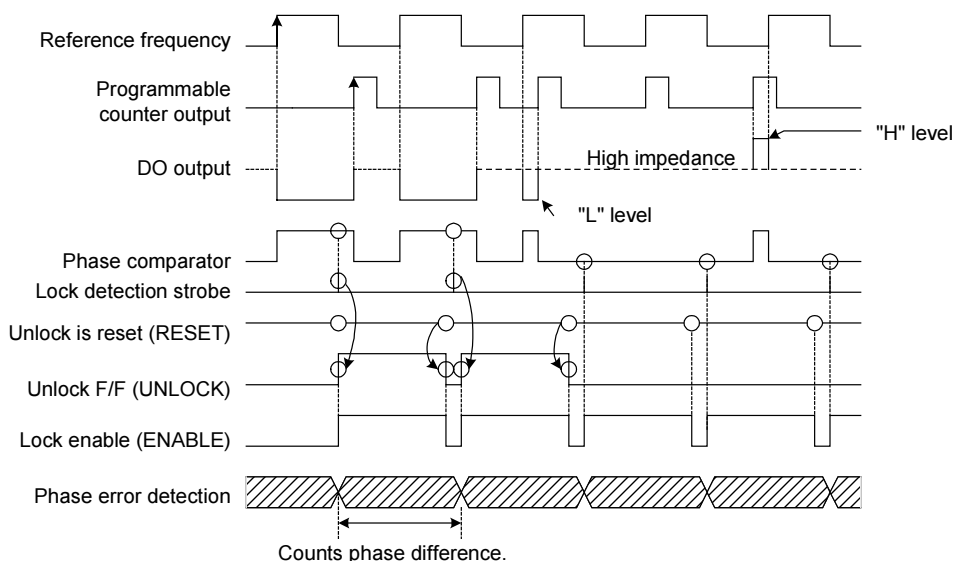 Reference frequency
Programmable
counter output
"H" level
High impedance
DO output
"L" level
Phase comparator
Lock detection strobe
Unlock is reset (RESET)
Unlock F/F (UNLOCK)
Lock enable (ENABLE)
Phase error detection
Counts phase difference.